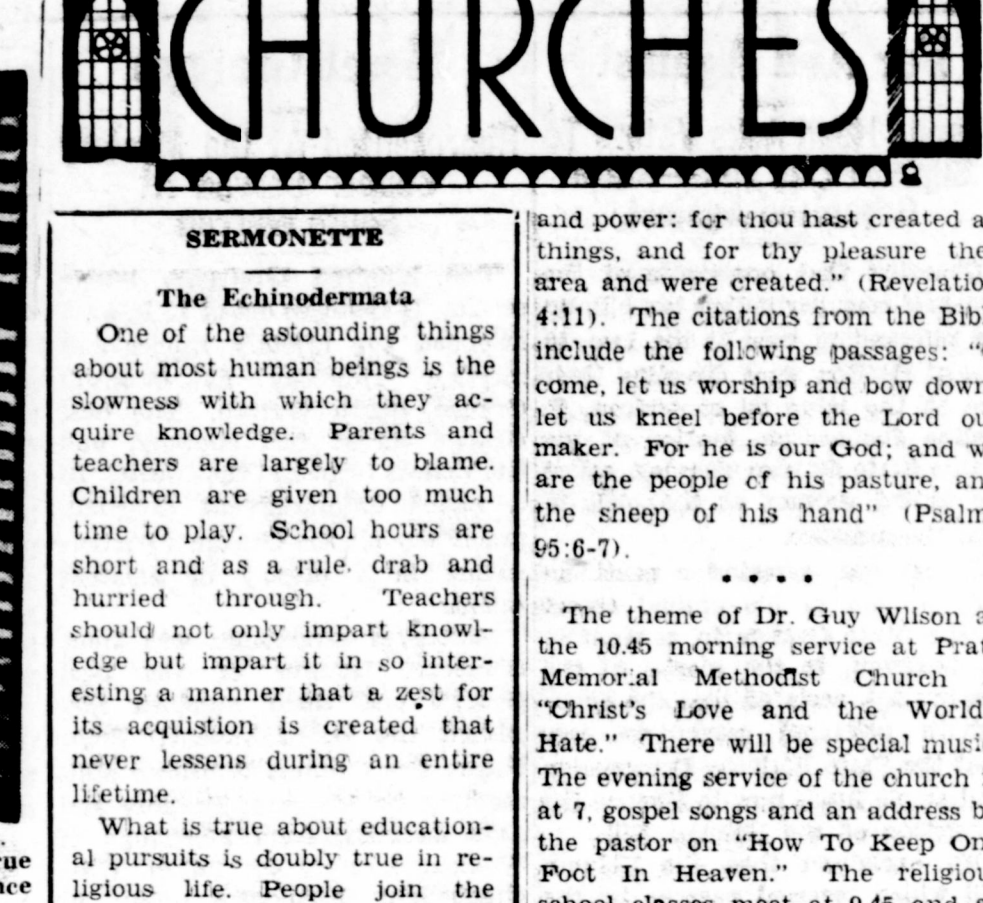 CHURCHES
SERMONETTE
The Echinodermata
One of the astounding things
about most human beings is the
slowness with which they ac-
quire knowledge. Parents and
teachers are largely to blame.
Children are given too much
time to play. School hours are
short and as a rule. drab and
hurried through. Teachers
should not only impart knowl-
edge but impart it in so inter-
esting a manner that a zest for
its acquistion is created that
never lessens during an entire
lifetime.
What is true about education-
al pursuits is doubly true in re-
ligious life. People join the
and power: for thou hast created a
things, and for thy pleasure the
area and were created." (Revelatio
4:11). The citations from the Bibl
include the following passages: "
come, let us worship and bow down
let us kneel before the Lord ou
maker. For he is our God; and w
are the people of his pasture, an
the sheep of his hand" (Psalm
95:6-7).
• • • •
The theme of Dr. Guy Wilson a
the 10.45 morning service at Prat
Memorial Methodist Church
"Christ's Love and the World
Hate." There will be special musi
The evening service of the church
at 7, gospel songs and an address b
the pastor on "How To Keep On
Foot In Heaven." The religiou
school classes meet at 9.45 and
rue
nce